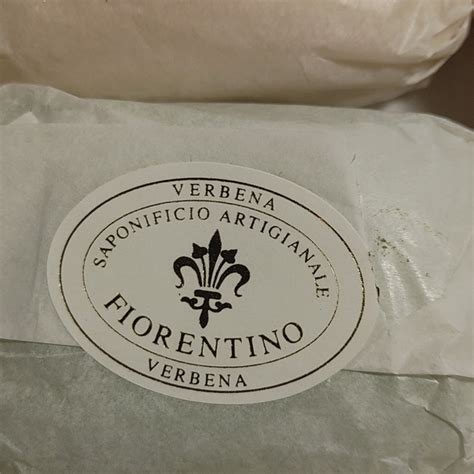 VERBENA
SAPONIFICIO ARTIGIANALE
FIORENTINO
VERBENA